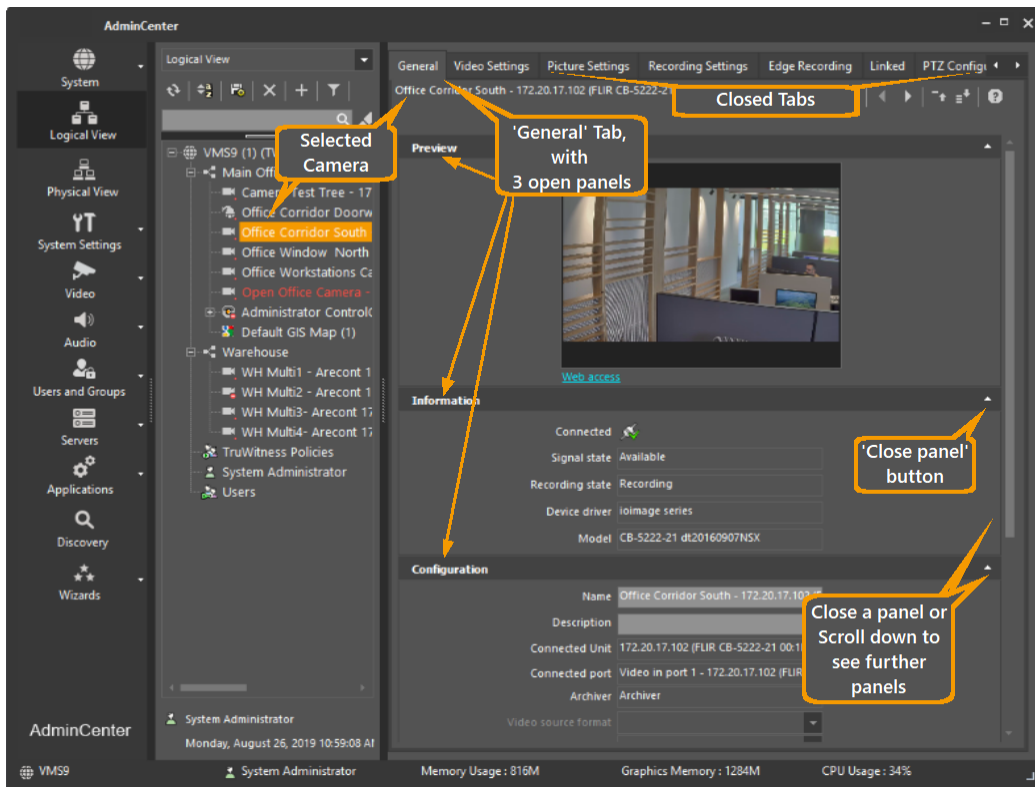 AdminCenter
System
Logical View
Physical View
System Settings
Video
Audio
Users and Groups
Servers
Applications
Discovery
Wizards
AdminCenter
Logical View
VMS9 (1) (TW
Main Offi
Camera Test Tree - 17
Office Corridor Doorw
Office Corridor South
Office Window North
Office Workstations Ca
Open Office Camera -
Administrator Control
Default GIS Map (1)
Warehouse
WH Multi1 - Arecont 1
WH Multi2 - Arecont 1
WH Multi3- Arecont 17
WH Multi4- Arecont 17
TruWitness Policies
System Administrator
Users
System Administrator
Monday, August 26, 2019 10:59:08 AM
General Video Settings Picture Settings Recording Settings Edge Recording Linked PTZ Configu
Office Corridor South - 172.20.17.102 (FLIR CB-5222-21
Closed Tabs
Selected
Camera
'General' Tab,
with
3 open panels
Preview
Web access
Information
Connected
Signal state Available
Recording state Recording
Device driver ioimage series
Model CB-5222-21 dt20160907NSX
'Close panel'
button
Configuration
Name Office Corridor South - 172.20.17.102
Description
Connected Unit 172.20.17.102 (FLIR CB-5222-21 00:1
Connected port Video in port 1 - 172.20.17.102 (FLIR
Archiver Archiver
Video source format
Close a panel or
Scroll down to
see further
panels
VMS9 System Administrator Memory Usage : 816M Graphics Memory : 1284M CPU Usage : 34%